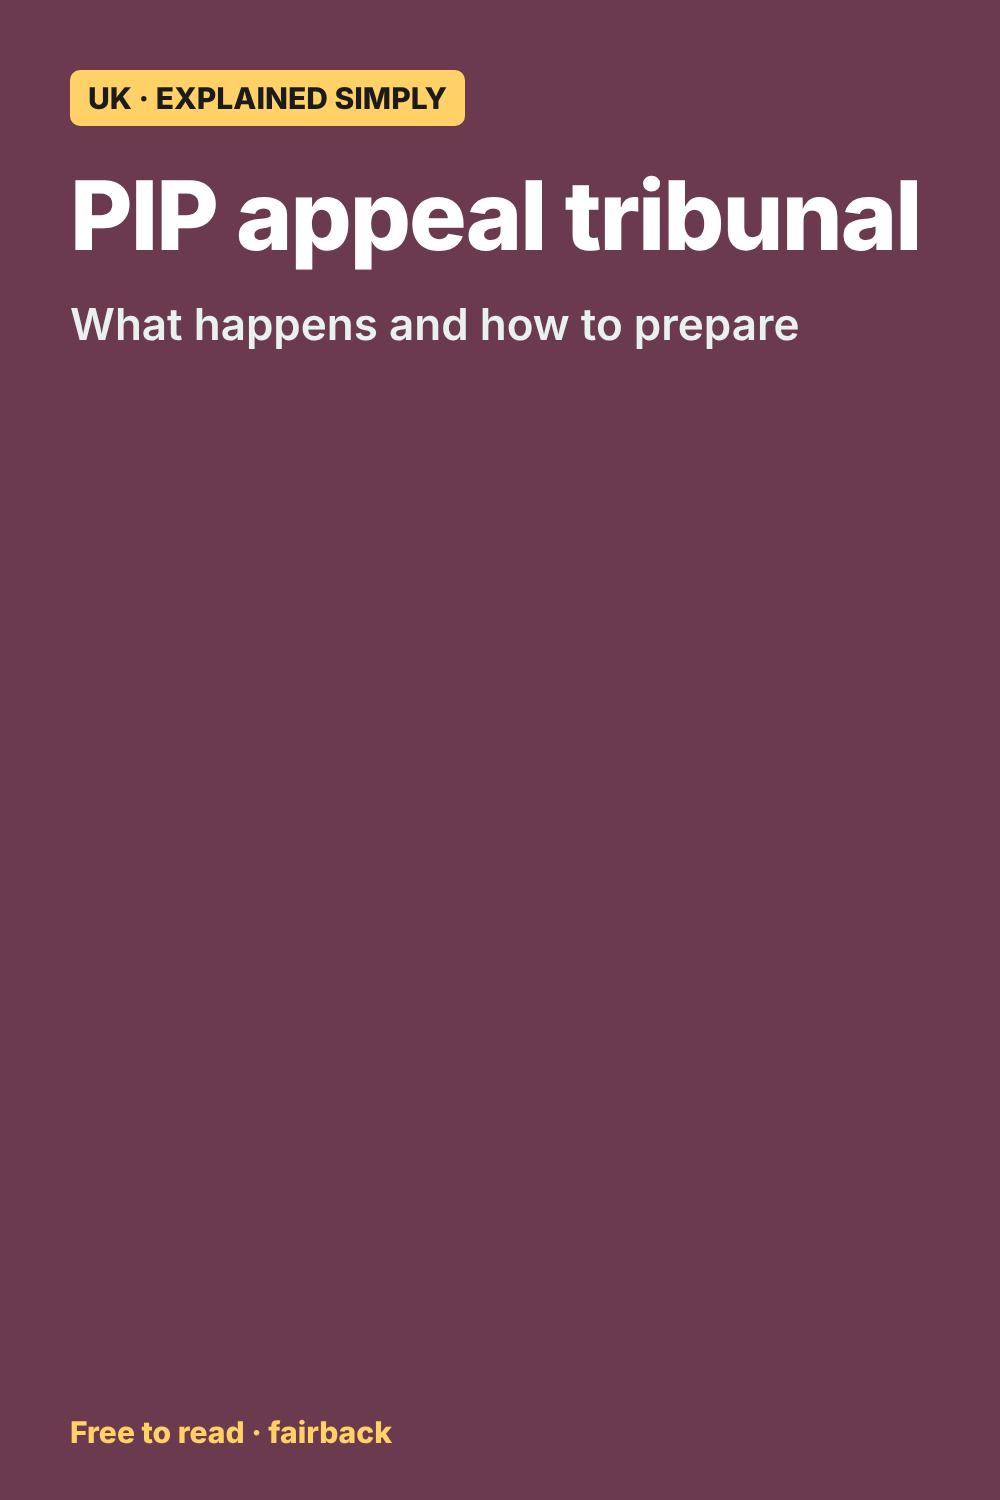 UK · EXPLAINED SIMPLY
PIP appeal tribunal
What happens and how to prepare
Free to read · fairback